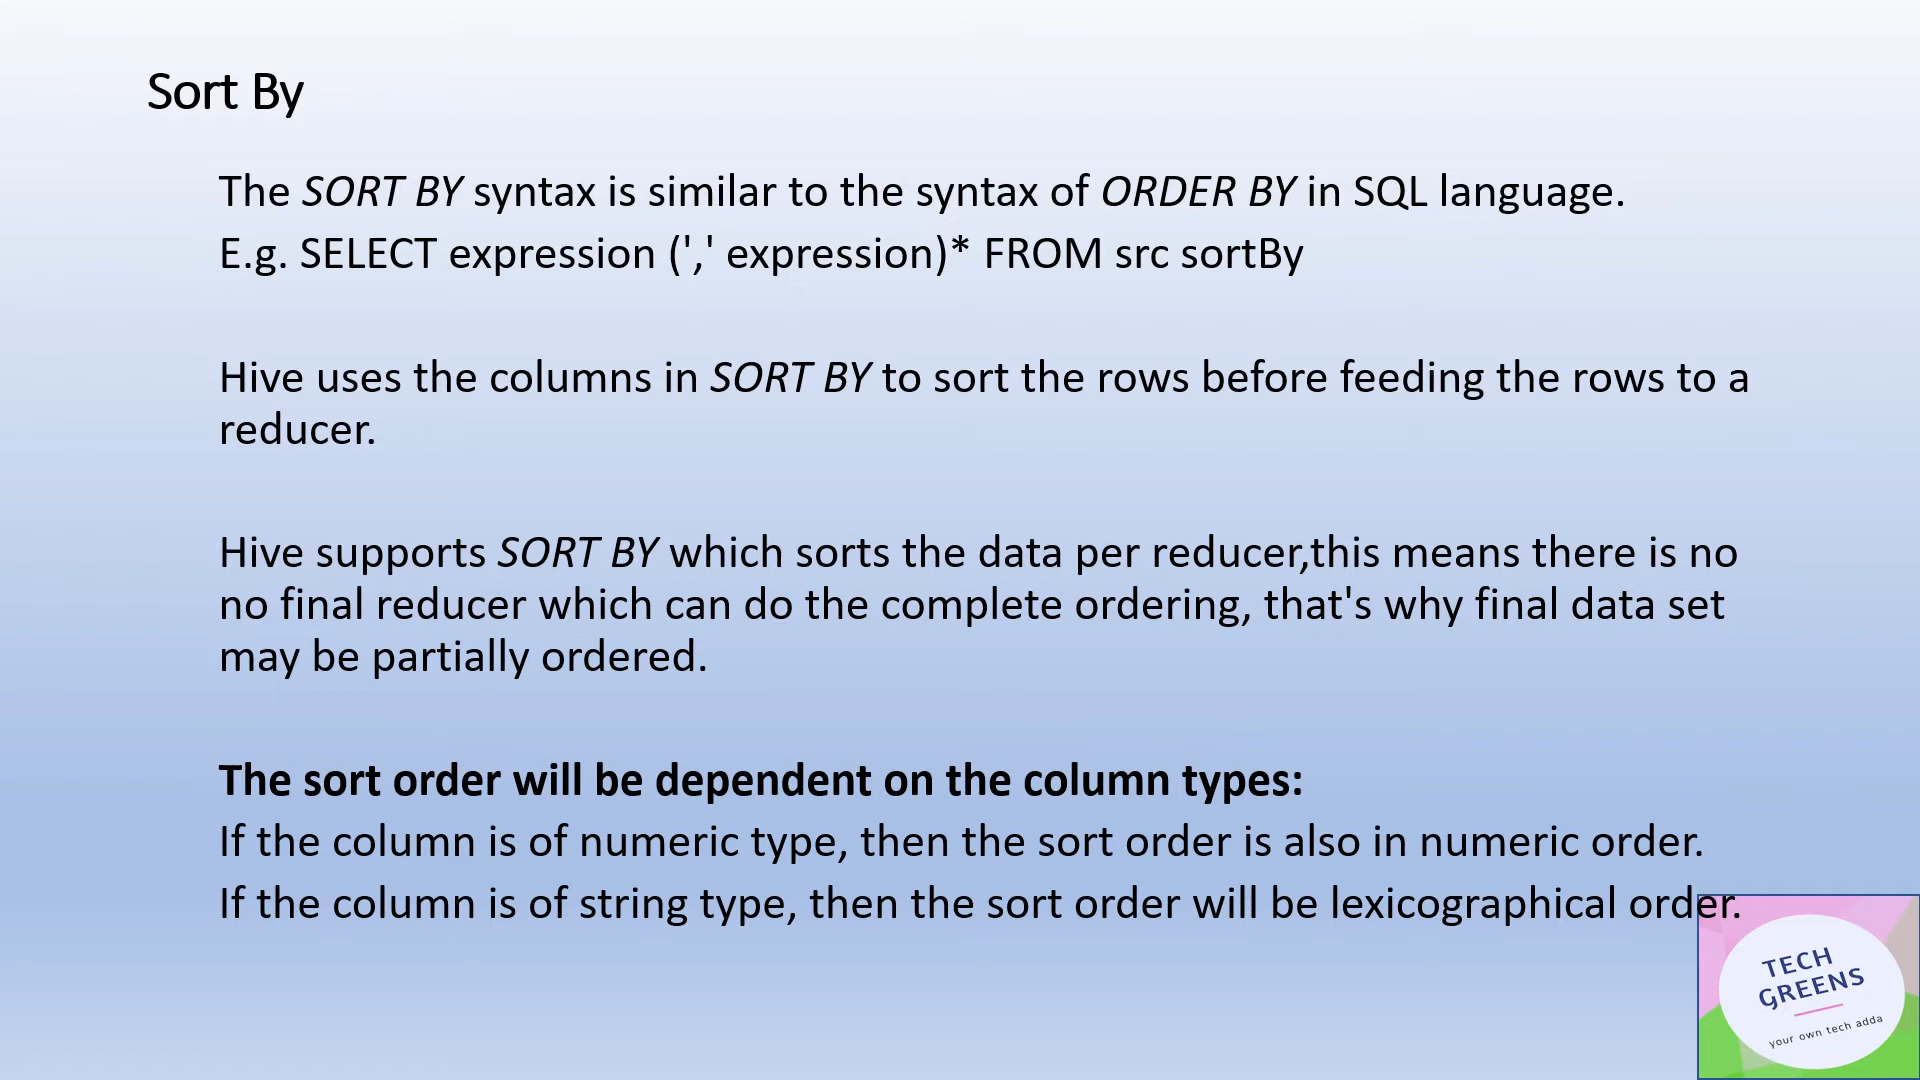 Sort By
The SORT BY syntax is similar to the syntax of ORDER BY in SQL language.
E.g. SELECT expression (',' expression)* FROM src sortBy
Hive uses the columns in SORT BY to sort the rows before feeding the rows to a
reducer.
Hive supports SORT BY which sorts the data per reducer,this means there is no
no final reducer which can do the complete ordering, that's why final data set
may be partially ordered.
The sort order will be dependent on the column types:
If the column is of numeric type, then the sort order is also in numeric order.
If the column is of string type, then the sort order will be lexicographical order.
TECH
GREENS
your own tech adda